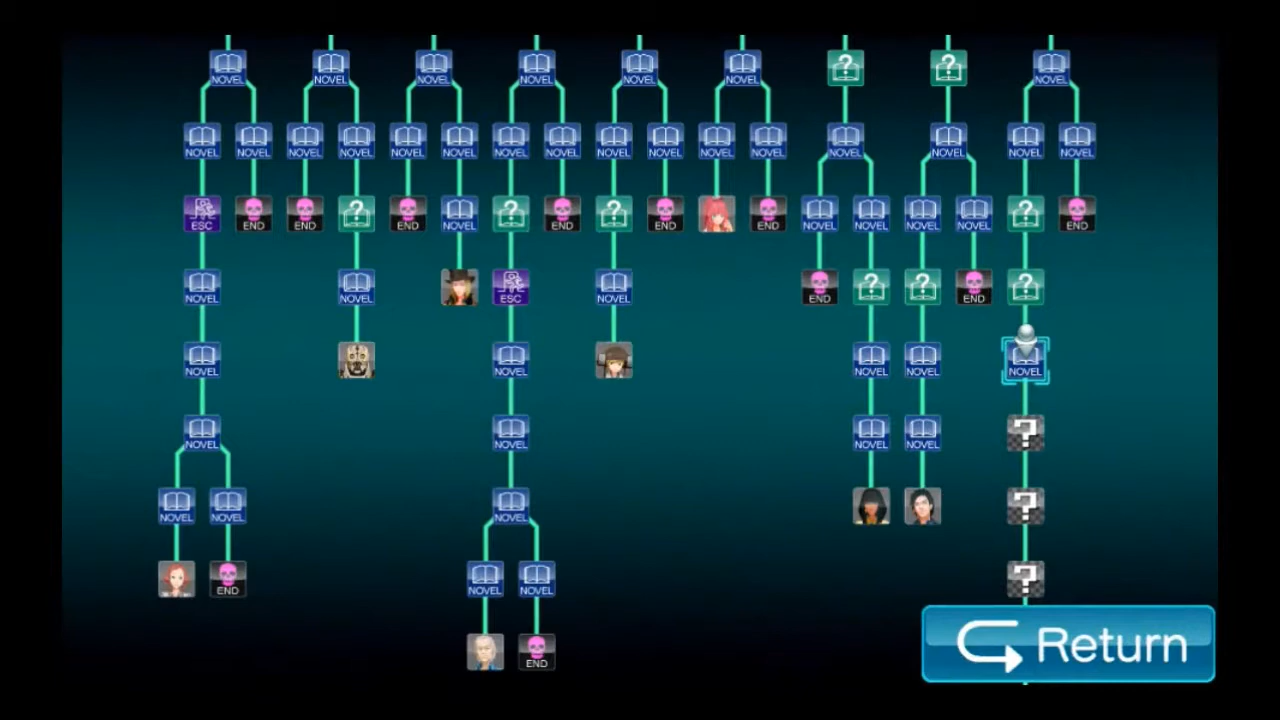 NOVEL NOVEL NOVEL NOVEL NOVEL NOVEL ? ? NOVEL
NOVEL NOVEL NOVEL NOVEL NOVEL NOVEL NOVEL NOVEL NOVEL NOVEL NOVEL NOVEL NOVEL NOVEL NOVEL NOVEL
ESC END END ? END NOVEL ? END ? END END NOVEL NOVEL NOVEL NOVEL ? END
NOVEL NOVEL ESC NOVEL END ? ? END ?
NOVEL NOVEL NOVEL NOVEL NOVEL
NOVEL NOVEL NOVEL NOVEL ?
NOVEL NOVEL NOVEL ?
END NOVEL NOVEL ?
END Return